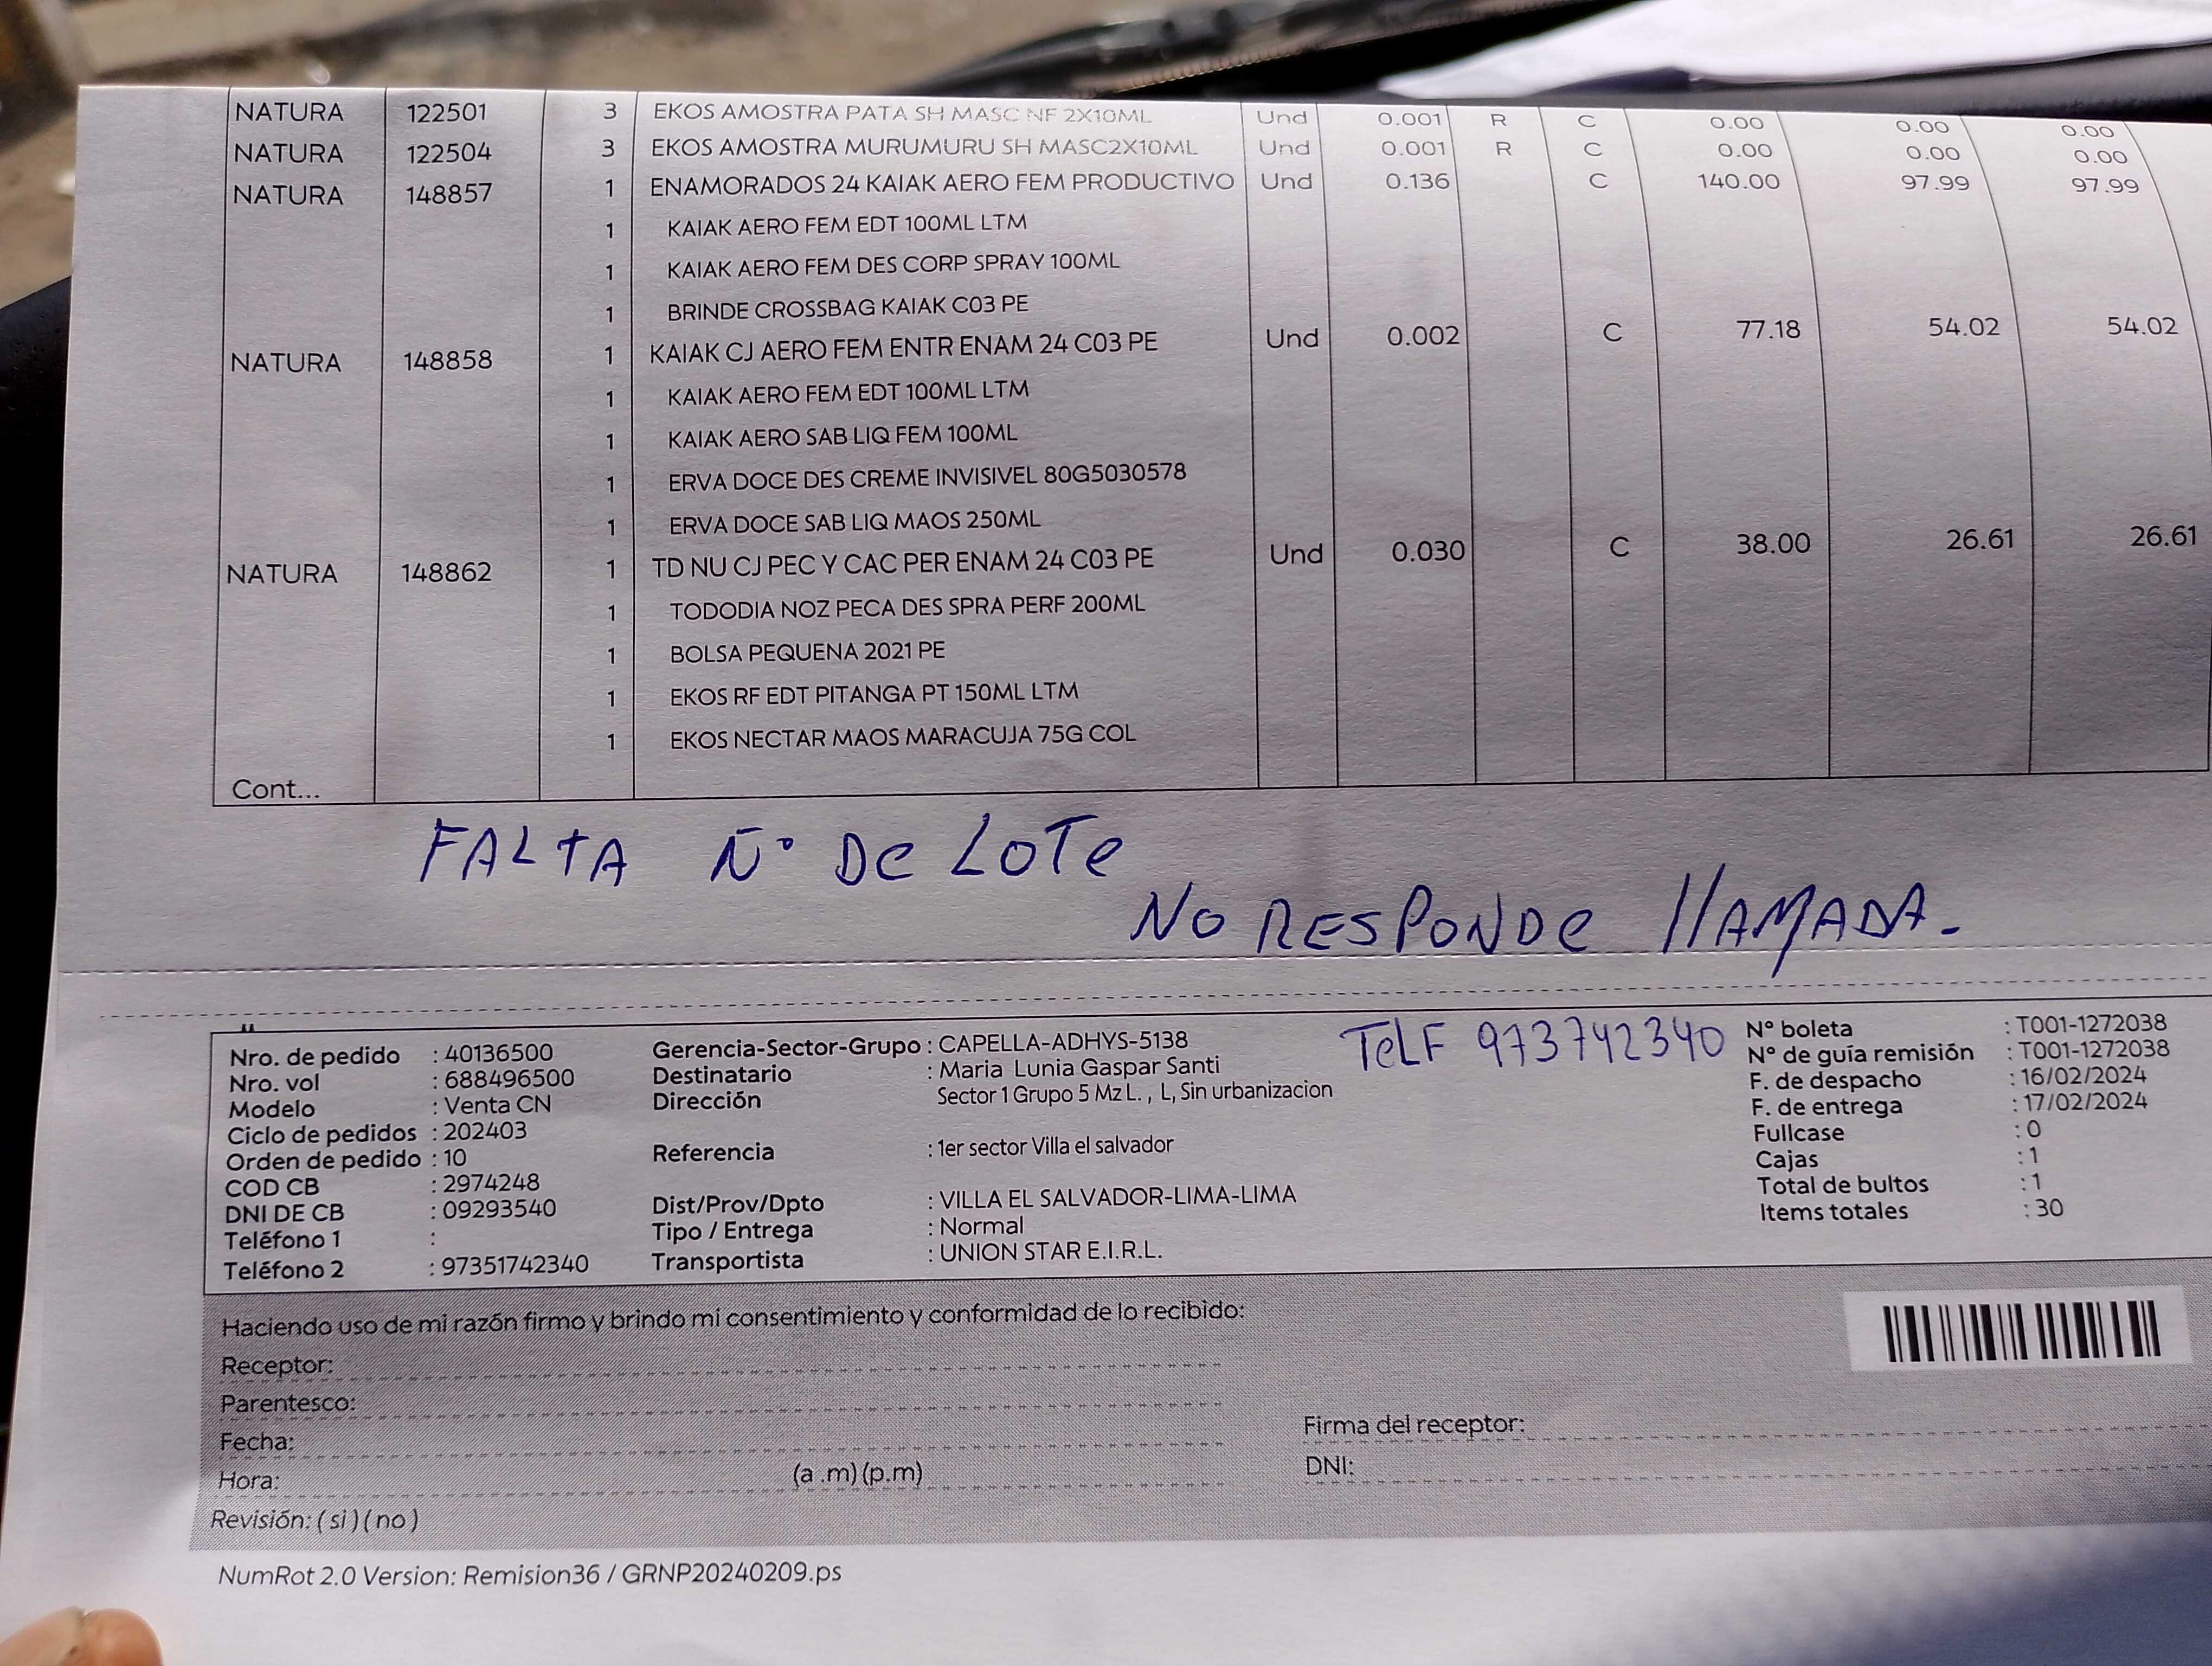 NATURA 122501 3 EKOS AMOSTRA PATA SH MASC NF 2X10ML Und 0.001 R C 0.00 0.00 0.00
NATURA 122504 3 EKOS AMOSTRA MURUMURU SH MASC2X10ML Und 0.001 R C 0.00 0.00 0.00
NATURA 148857 1 ENAMORADOS 24 KAIAK AERO FEM PRODUCTIVO Und 0.136 C 140.00 97.99 97.99
1 KAIAK AERO FEM EDT 100ML LTM
1 KAIAK AERO FEM DES CORP SPRAY 100ML
1 BRINDE CROSSBAG KAIAK C03 PE
NATURA 148858 1 KAIAK CJ AERO FEM ENTR ENAM 24 C03 PE Und 0.002 C 77.18 54.02 54.02
1 KAIAK AERO FEM EDT 100ML LTM
1 KAIAK AERO SAB LIQ FEM 100ML
1 ERVA DOCE DES CREME INVISIVEL 80G5030578
1 ERVA DOCE SAB LIQ MAOS 250ML
NATURA 148862 1 TD NU CJ PEC Y CAC PER ENAM 24 C03 PE Und 0.030 C 38.00 26.61 26.61
1 TODODIA NOZ PECA DES SPRA PERF 200ML
1 BOLSA PEQUENA 2021 PE
1 EKOS RF EDT PITANGA PT 150ML LTM
1 EKOS NECTAR MAOS MARACUJA 75G COL
Cont...
FALTA N° DE LOTE
NO RESPONDE LLAMADA.
TELF 973742340
Nro. de pedido : 40136500
Nro. vol : 688496500
Modelo : Venta CN
Ciclo de pedidos : 202403
Orden de pedido : 10
COD CB : 2974248
DNI DE CB : 09293540
Teléfono 1 :
Teléfono 2 : 97351742340
Gerencia-Sector-Grupo : CAPELLA-ADHYS-5138
Destinatario : Maria Lunia Gaspar Santi
Dirección Sector 1 Grupo 5 Mz L. , L, Sin urbanizacion
Referencia : 1er sector Villa el salvador
Dist/Prov/Dpto : VILLA EL SALVADOR-LIMA-LIMA
Tipo / Entrega : Normal
Transportista : UNION STAR E.I.R.L.
N° boleta : T001-1272038
N° de guía remisión : T001-1272038
F. de despacho : 16/02/2024
F. de entrega : 17/02/2024
Fullcase : 0
Cajas : 1
Total de bultos : 1
Items totales : 30
Haciendo uso de mi razón firmo y brindo mi consentimiento y conformidad de lo recibido:
Receptor:
Parentesco:
Fecha:
Hora: (a .m) (p.m)
Revisión: ( si ) ( no )
Firma del receptor:
DNI:
NumRot 2.0 Version: Remision36 / GRNP20240209.ps